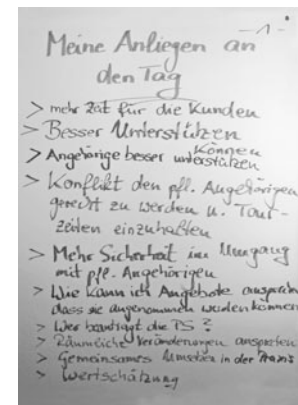 -1-
Meine Anliegen an
den Tag
> mehr Zeit für die Kunden
> Besser Unterstützen
> Angehörige besser unterstützen können
> Konflikt den pfl. Angehörigen
gerecht zu werden u. Tour-
zeiten einzuhalten
> Mehr Sicherheit im Umgang
mit pfl. Angehörigen
> Wie kann ich Angebote ansprechen
dass sie angenommen werden können
> Wer beantragt die PS?
> Räumliche Veränderungen ansprechen
> Gemeinsames Umsetzen in der Praxis
> Wertschätzung